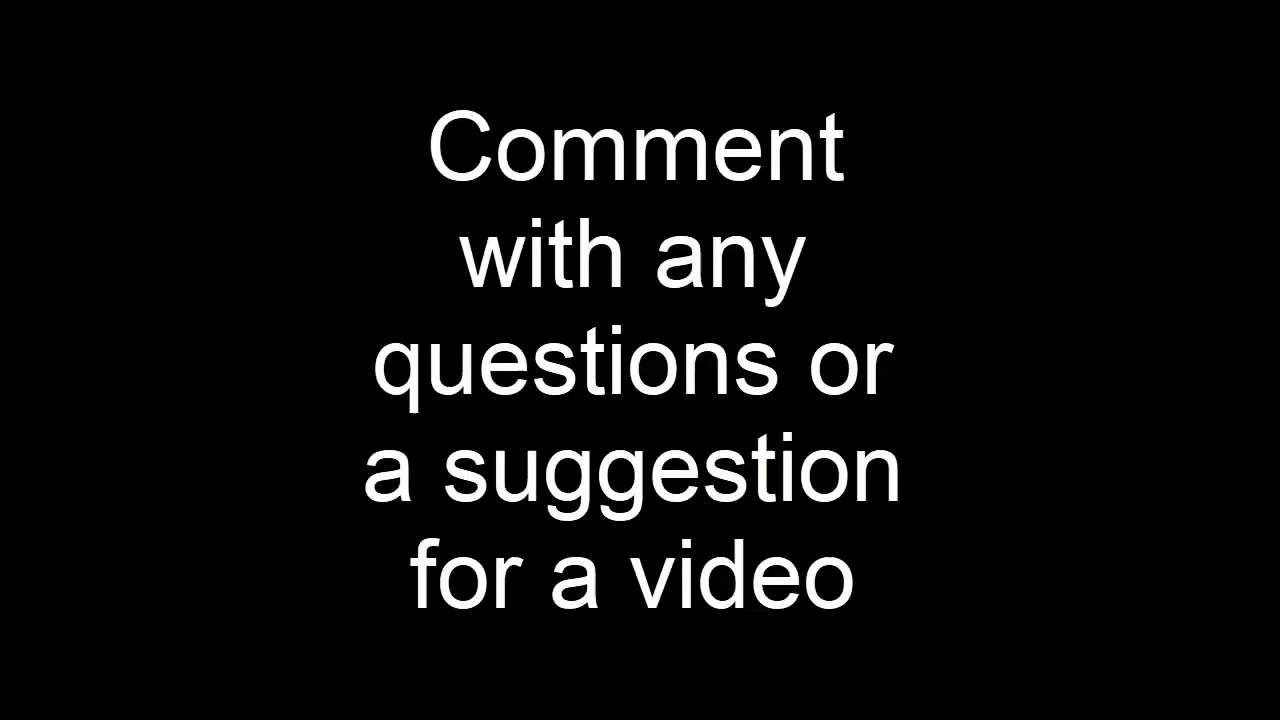 Comment
with any
questions or
a suggestion
for a video